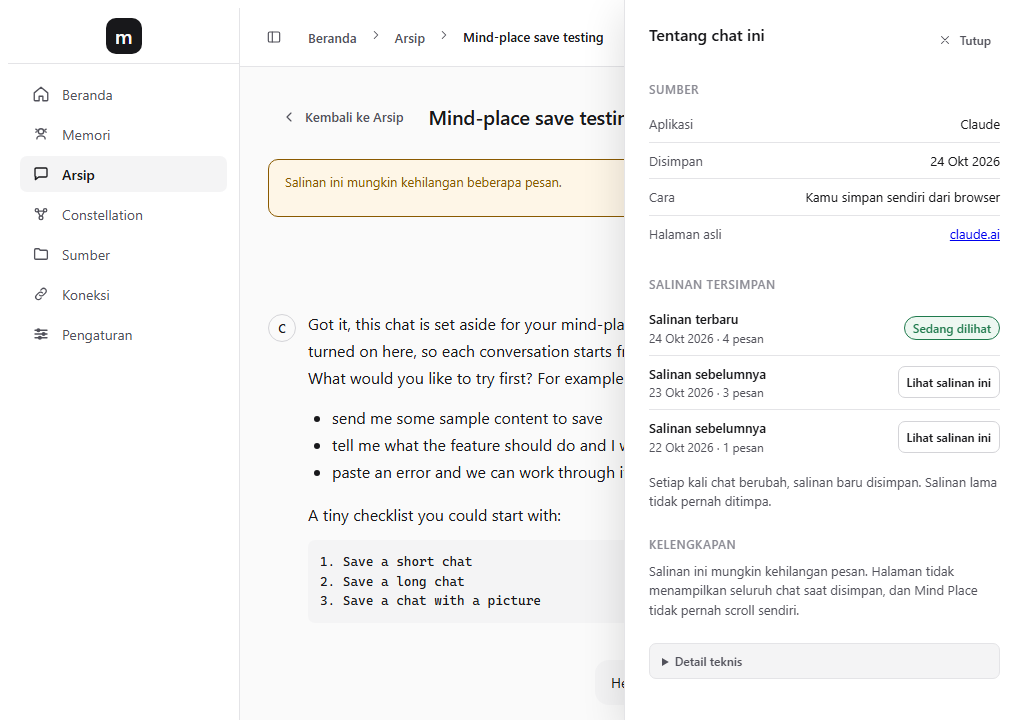 m
Beranda
Memori
Arsip
Constellation
Sumber
Koneksi
Pengaturan
Beranda > Arsip > Mind-place save testing
Kembali ke Arsip
Mind-place save
Salinan ini mungkin kehilangan beberapa pesan.
C
Got it, this chat is set aside for your
turned on here, so each conversation starts
What would you like to try first? For example
• send me some sample content to save
• tell me what the feature should do and I
• paste an error and we can work through
A tiny checklist you could start with:
1. Save a short chat
2. Save a long chat
3. Save a chat with a picture
Tentang chat ini
Tutup
SUMBER
Aplikasi Claude
Disimpan 24 Okt 2026
Cara Kamu simpan sendiri dari browser
Halaman asli claude.ai
SALINAN TERSIMPAN
Salinan terbaru
24 Okt 2026 · 4 pesan
Sedang dilihat
Salinan sebelumnya
23 Okt 2026 · 3 pesan
Lihat salinan ini
Salinan sebelumnya
22 Okt 2026 · 1 pesan
Lihat salinan ini
Setiap kali chat berubah, salinan baru disimpan. Salinan lama
tidak pernah ditimpa.
KELENGKAPAN
Salinan ini mungkin kehilangan pesan. Halaman tidak
menampilkan seluruh chat saat disimpan, dan Mind Place
tidak pernah scroll sendiri.
Detail teknis